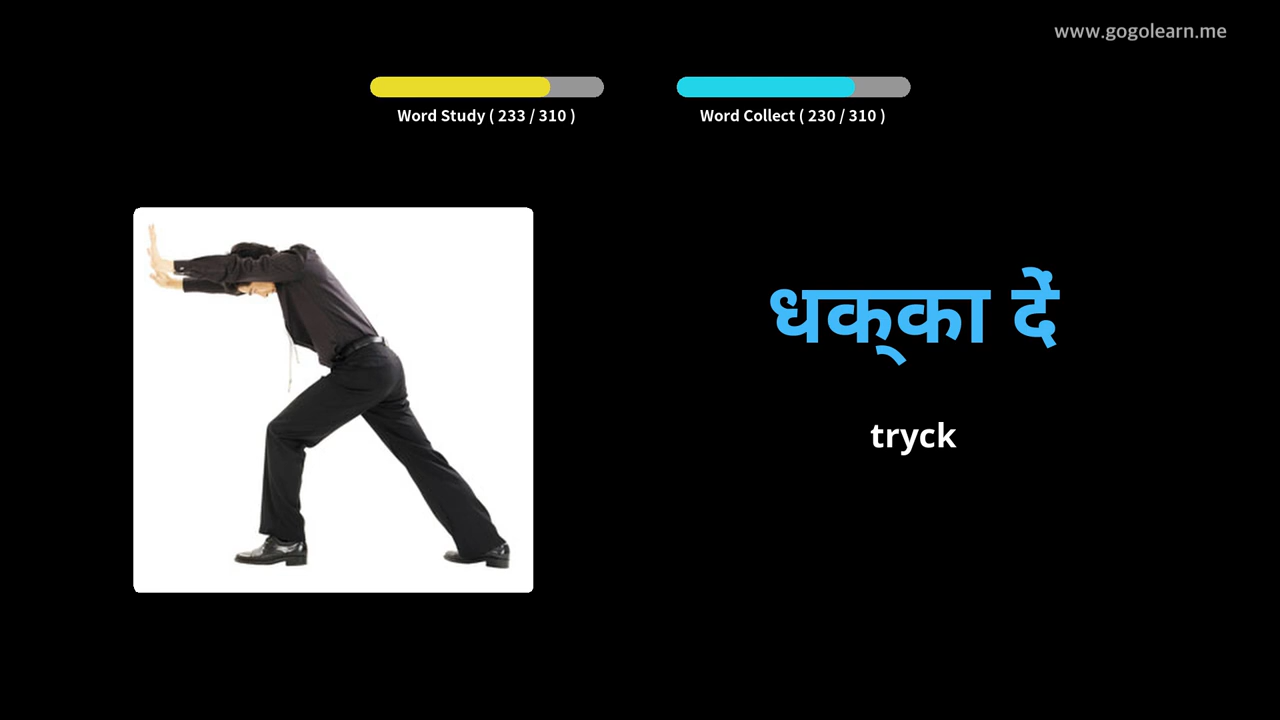 www.gogolearn.me
Word Study ( 233 / 310 )
Word Collect ( 230 / 310 )
धक्‍का दें
tryck